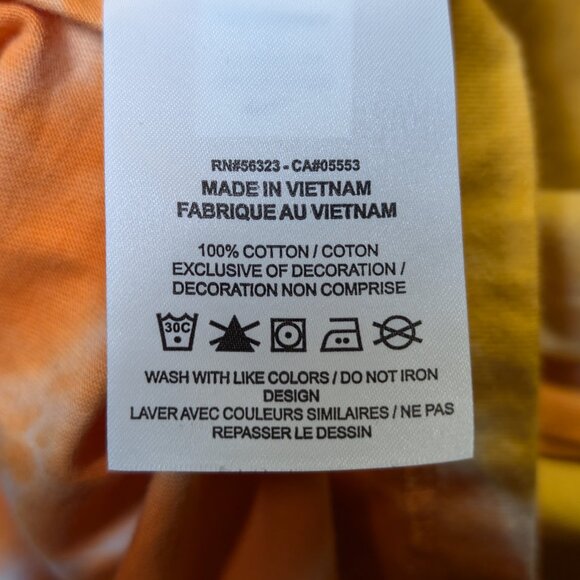 RN#56323 - CA#05553
MADE IN VIETNAM
FABRIQUE AU VIETNAM
100% COTTON / COTON
EXCLUSIVE OF DECORATION /
DECORATION NON COMPRISE
30C
WASH WITH LIKE COLORS / DO NOT IRON
DESIGN
LAVER AVEC COULEURS SIMILAIRES / NE PAS
REPASSER LE DESSIN